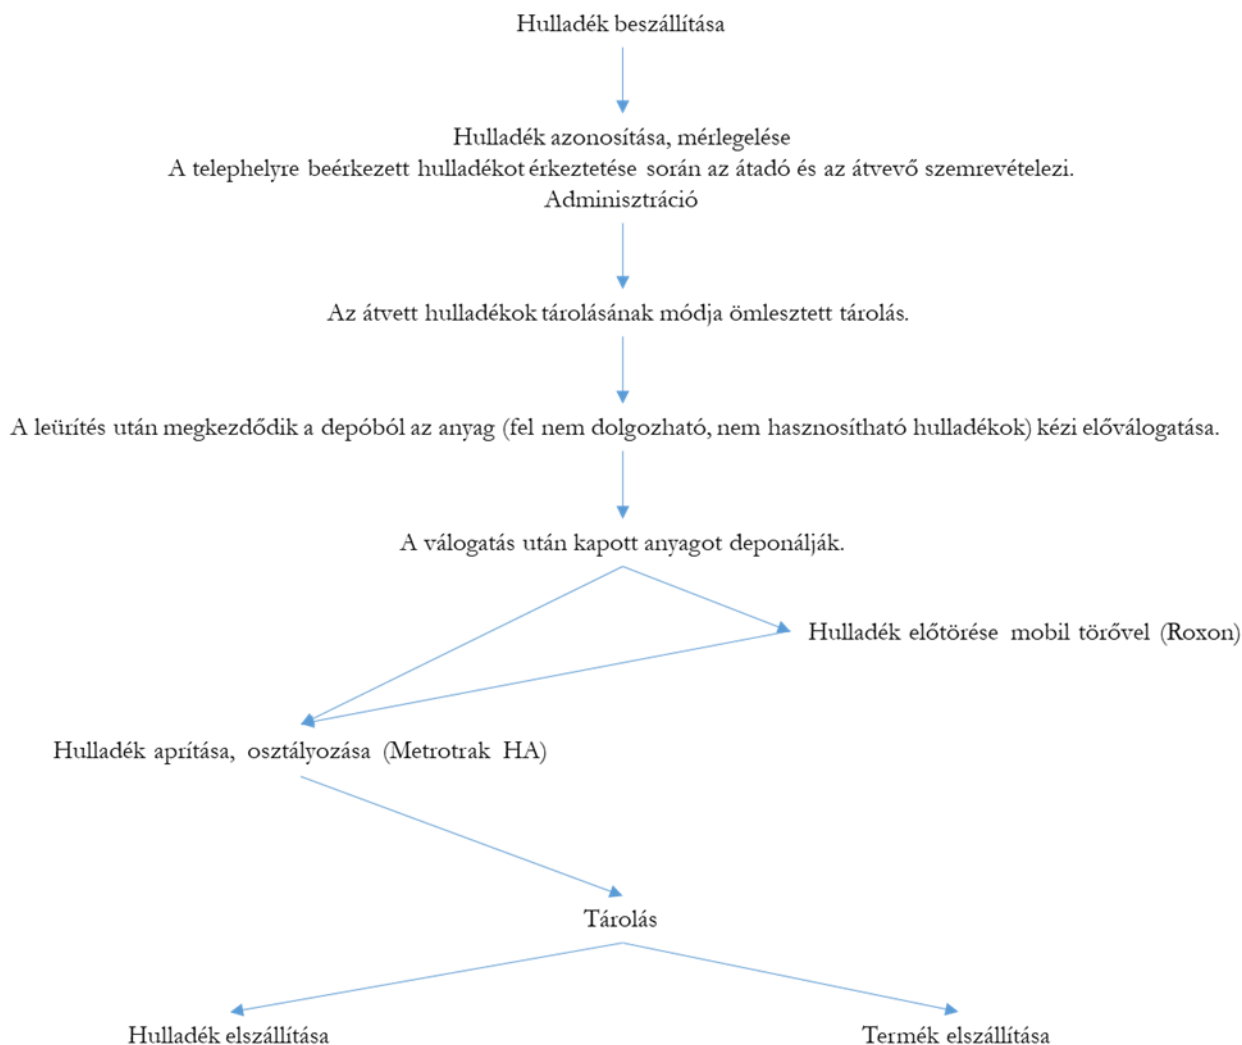 Hulladék beszállítása
Hulladék azonosítása, mérlegelése
A telephelyre beérkezett hulladékot érkeztetése során az átadó és az átvevő szemrevételezi.
Adminisztráció
Az átvett hulladékok tárolásának módja ömlesztett tárolás.
A leürítés után megkezdődik a depóból az anyag (fel nem dolgozható, nem hasznosítható hulladékok) kézi előválogatása.
A válogatás után kapott anyagot deponálják.
Hulladék előtörése mobil törővel (Roxon)
Hulladék aprítása, osztályozása (Metrotrak HA)
Tárolás
Hulladék elszállítása
Termék elszállítása